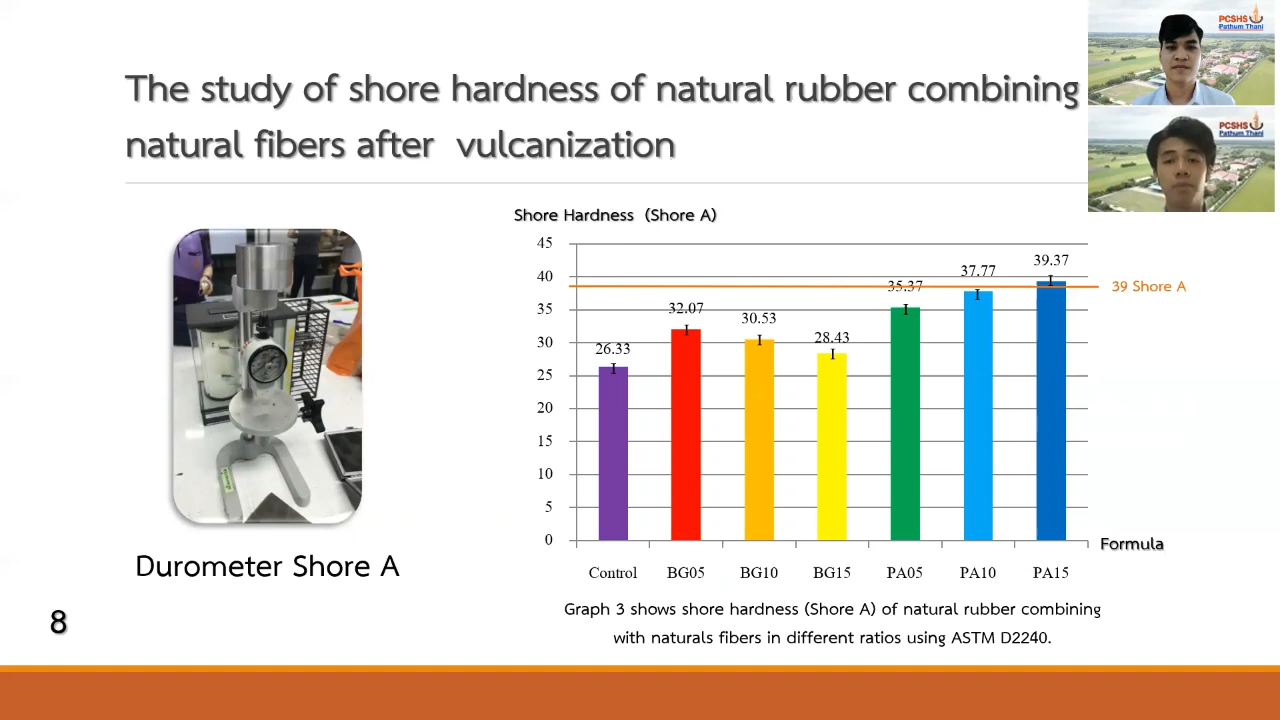 The study of shore hardness of natural rubber combining
natural fibers after vulcanization
PCSHS
Pathum Thani
PCSHS
Pathum Thani
Shore Hardness (Shore A)
45
40
35
30
25
20
15
10
5
0
26.33
32.07
30.53
28.43
35.37
37.77
39.37
39 Shore A
Formula
Control BG05 BG10 BG15 PA05 PA10 PA15
Durometer Shore A
Graph 3 shows shore hardness (Shore A) of natural rubber combining
with naturals fibers in different ratios using ASTM D2240.
8